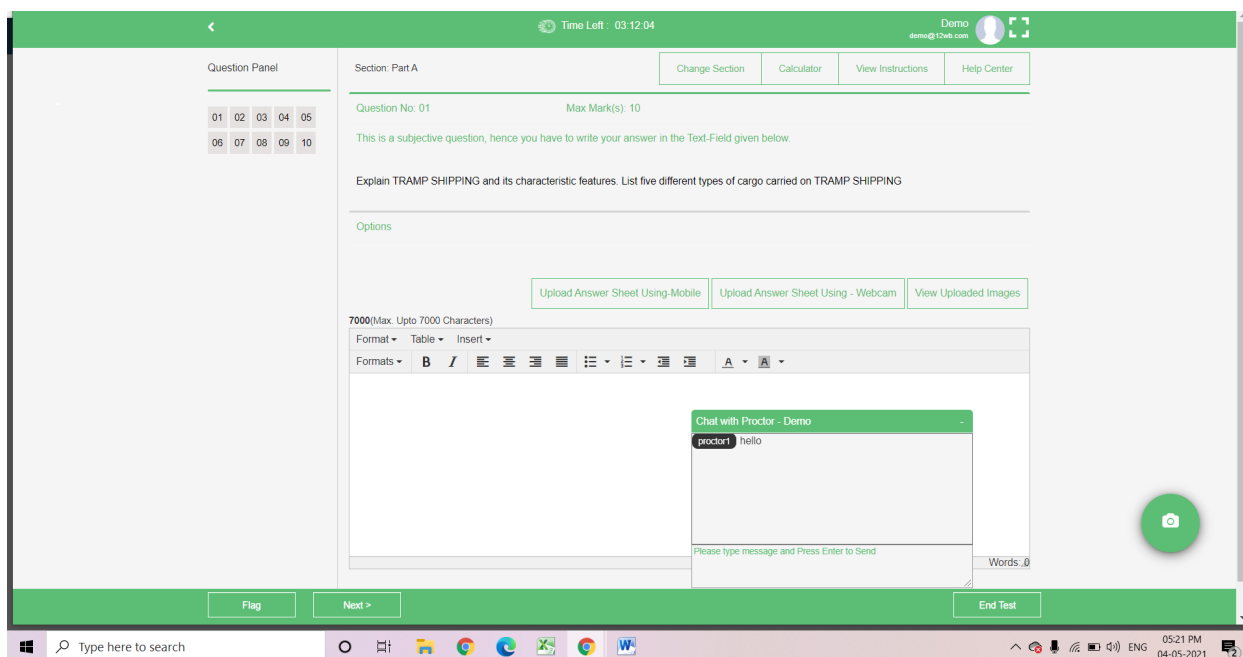 Time Left : 03:12:04
Demo
demo@12wb.com
Question Panel
Section: Part A
Change Section
Calculator
View Instructions
Help Center
01 02 03 04 05
06 07 08 09 10
Question No: 01
Max Mark(s): 10
This is a subjective question, hence you have to write your answer in the Text-Field given below.
Explain TRAMP SHIPPING and its characteristic features. List five different types of cargo carried on TRAMP SHIPPING
Options
Upload Answer Sheet Using-Mobile
Upload Answer Sheet Using - Webcam
View Uploaded Images
7000(Max. Upto 7000 Characters)
Format Table Insert
Formats B I A A
Chat with Proctor - Demo -
proctor1 hello
Please type message and Press Enter to Send
Words: 0
Flag
Next >
End Test
Type here to search
ENG
05:21 PM
04-05-2021
2